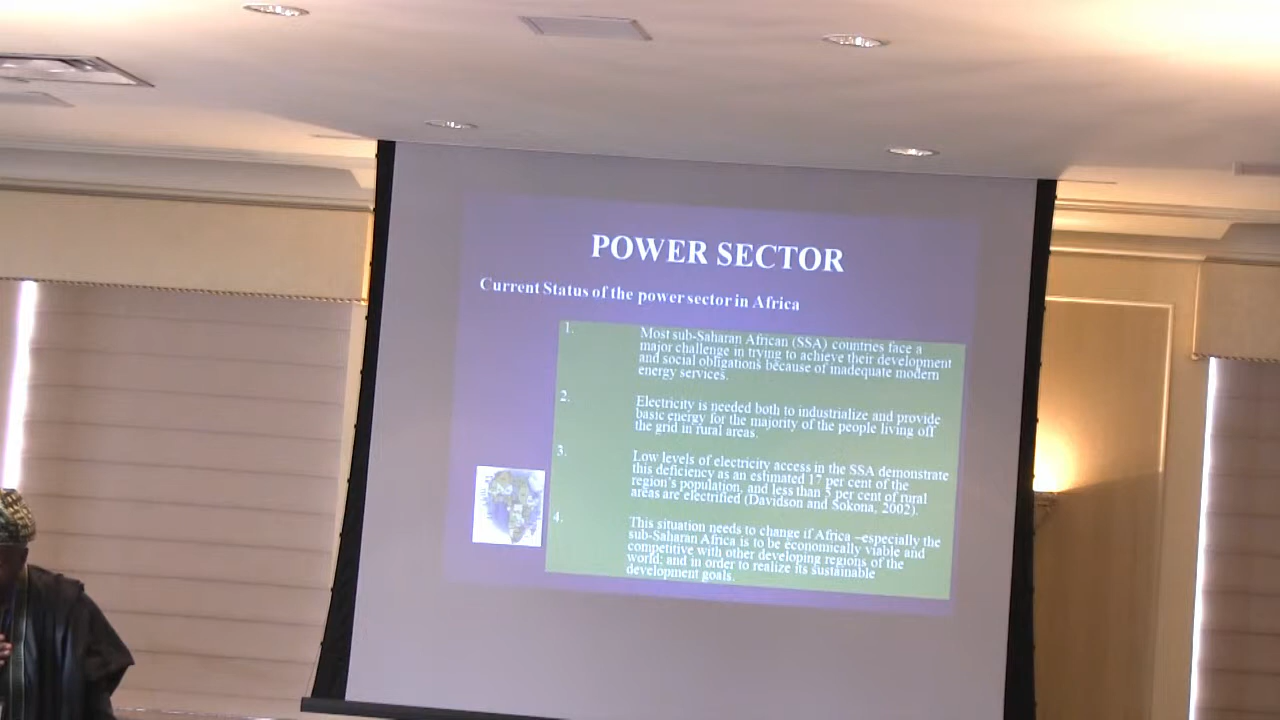 POWER SECTOR
Current Status of the power sector in Africa
1. Most sub-Saharan African (SSA) countries face a
major challenge in trying to achieve their development
and social obligations because of inadequate modern
energy services.
2. Electricity is needed both to industrialize and provide
basic energy for the majority of the people living off
the grid in rural areas.
3. Low levels of electricity access in the SSA demonstrate
this deficiency as an estimated 17 per cent of the
region's population, and less than 5 per cent of rural
areas are electrified (Davidson and Sokona, 2002).
4. This situation needs to change if Africa –especially the
sub-Saharan Africa is to be economically viable and
competitive with other developing regions of the
world; and in order to realize its sustainable
development goals.